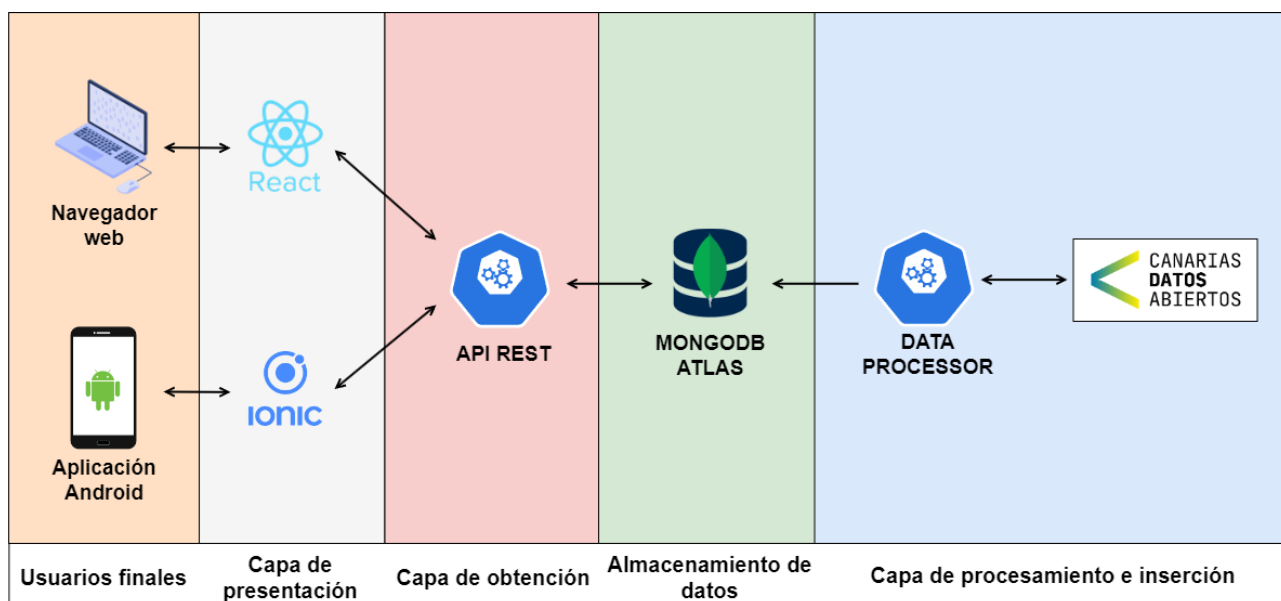 React
Navegador
web
IONIC
Aplicación
Android
API REST
MONGODB
ATLAS
DATA
PROCESSOR
CANARIAS
DATOS
ABIERTOS
Usuarios finales
Capa de
presentación
Capa de obtención
Almacenamiento de
datos
Capa de procesamiento e inserción